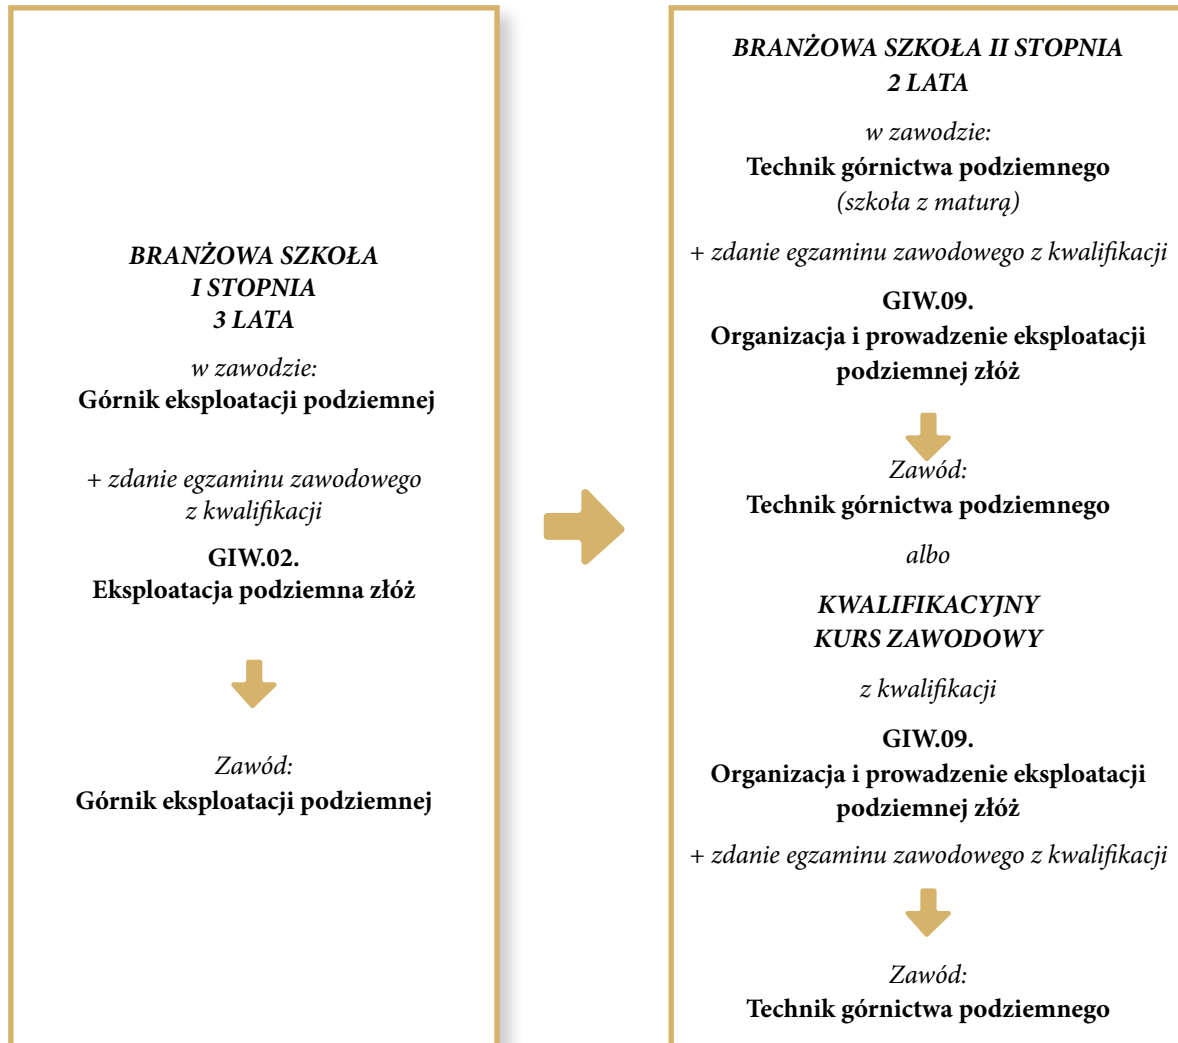 BRANŻOWA SZKOŁA
I STOPNIA
3 LATA
w zawodzie:
Górnik eksploatacji podziemnej
+ zdanie egzaminu zawodowego
z kwalifikacji
GIW.02.
Eksploatacja podziemna złóż
Zawód:
Górnik eksploatacji podziemnej
BRANŻOWA SZKOŁA II STOPNIA
2 LATA
w zawodzie:
Technik górnictwa podziemnego
(szkoła z maturą)
+ zdanie egzaminu zawodowego z kwalifikacji
GIW.09.
Organizacja i prowadzenie eksploatacji
podziemnej złóż
Zawód:
Technik górnictwa podziemnego
albo
KWALIFIKACYJNY
KURS ZAWODOWY
z kwalifikacji
GIW.09.
Organizacja i prowadzenie eksploatacji
podziemnej złóż
+ zdanie egzaminu zawodowego z kwalifikacji
Zawód:
Technik górnictwa podziemnego